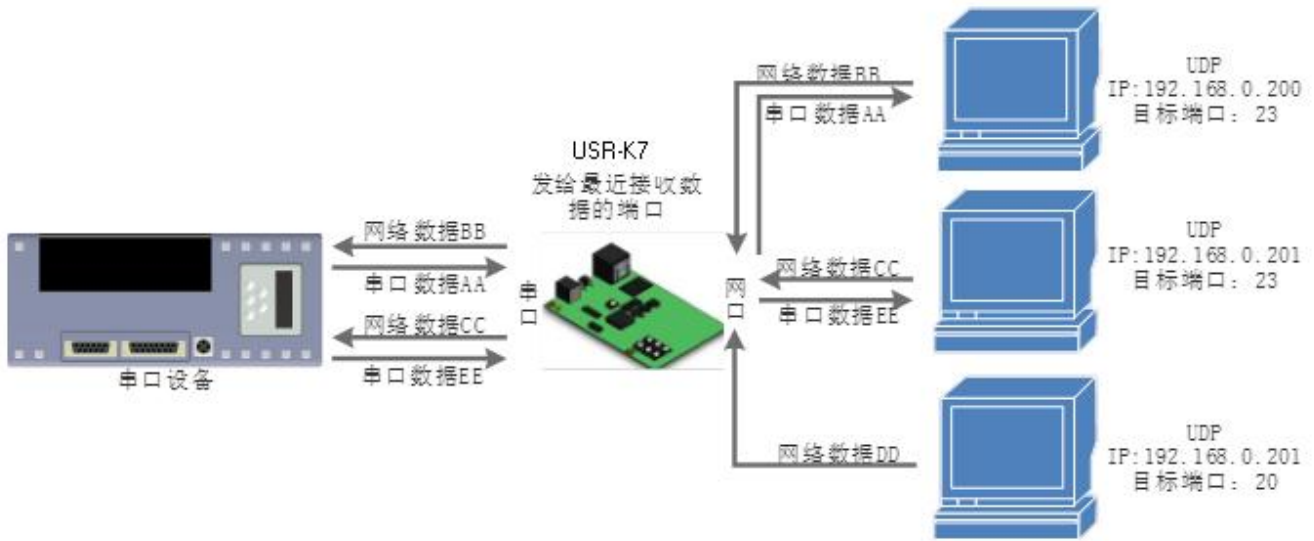 网络数据BB
串口数据AA
UDP
IP:192.168.0.200
目标端口：23
USR-K7
发给最近接收数
据的端口
网络数据BB
串口数据AA
网络数据CC
串口数据EE
串口设备
串口
网口
网络数据CC
串口数据EE
UDP
IP:192.168.0.201
目标端口：23
网络数据DD
UDP
IP:192.168.0.201
目标端口：20